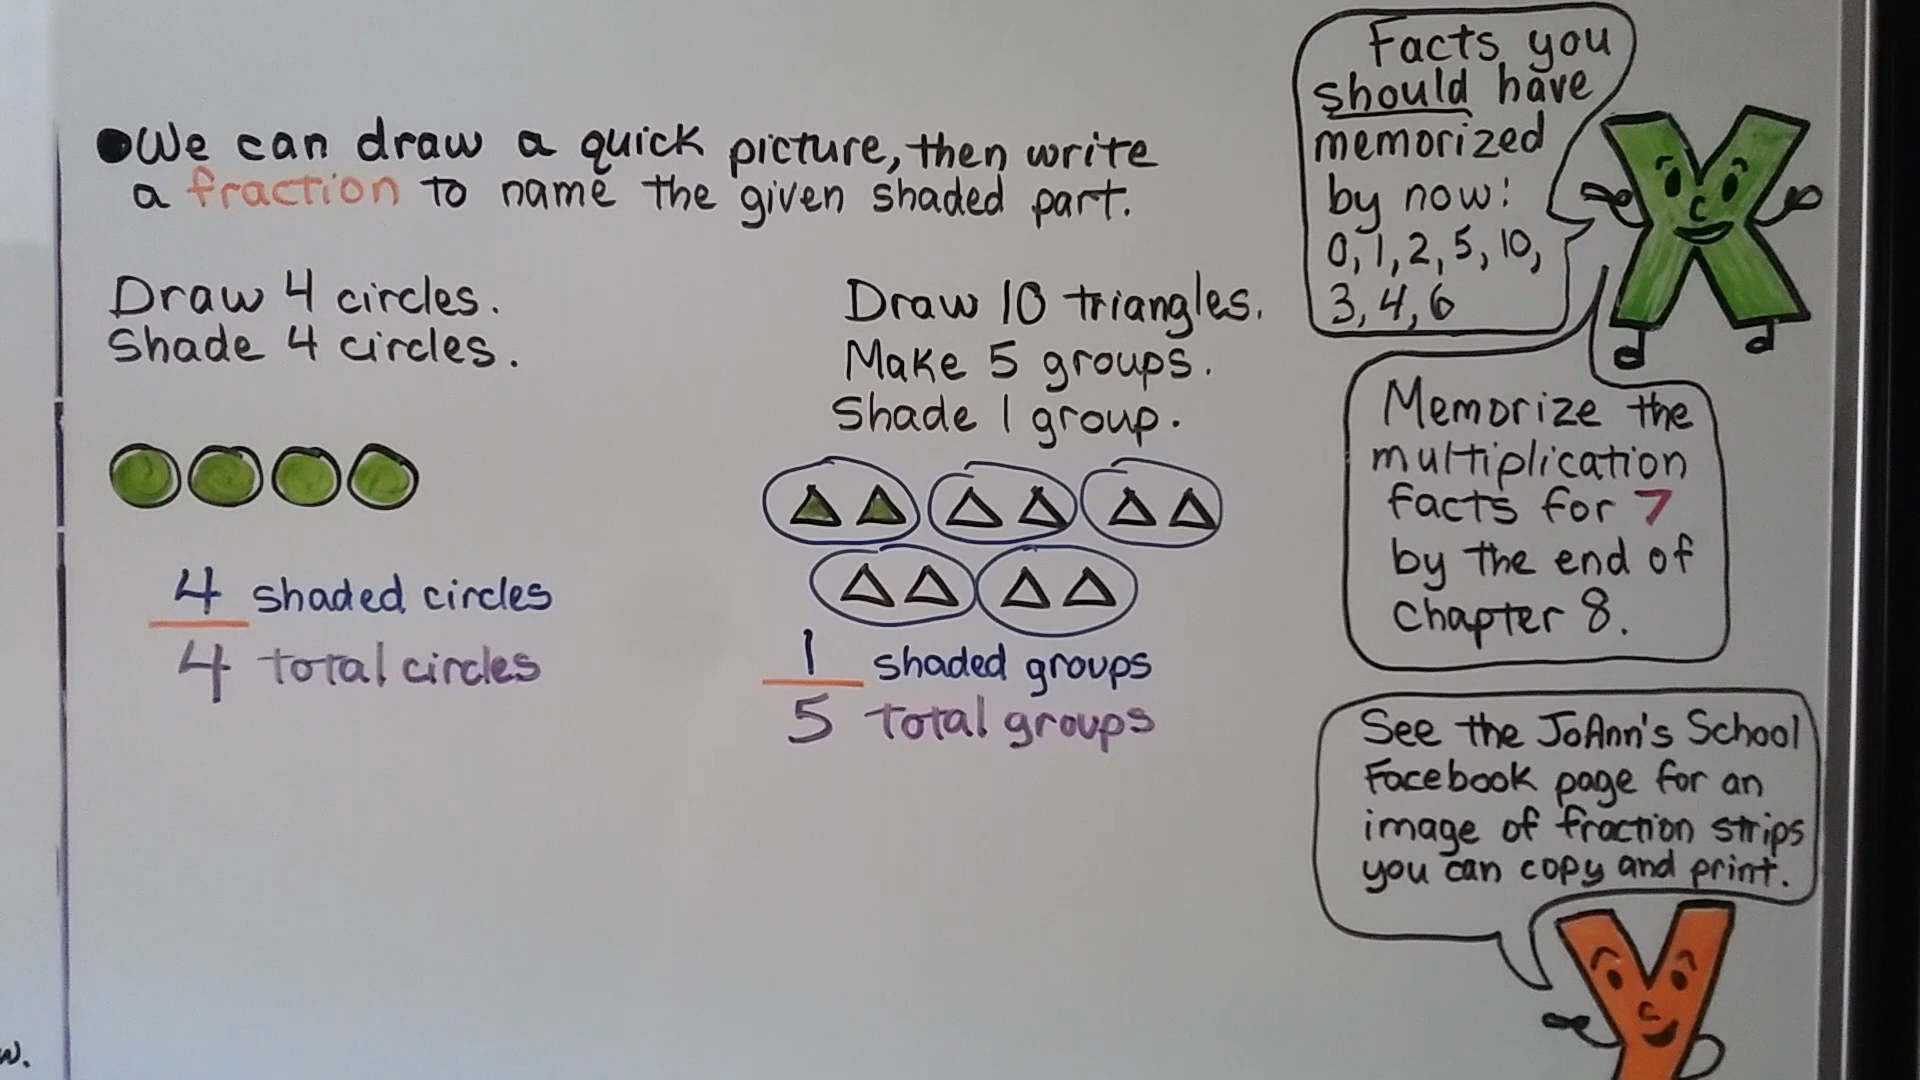 ●We can draw a quick picture, then write
a fraction to name the given shaded part.
Draw 4 circles.
Shade 4 circles.
4 shaded circles
4 total circles
Draw 10 triangles.
Make 5 groups.
Shade 1 group.
1 shaded groups
5 total groups
Facts you
should have
memorized
by now:
0, 1, 2, 5, 10,
3, 4, 6
Memorize the
multiplication
facts for 7
by the end of
Chapter 8.
See the JoAnn's School
Facebook page for an
image of fraction strips
you can copy and print.
w.